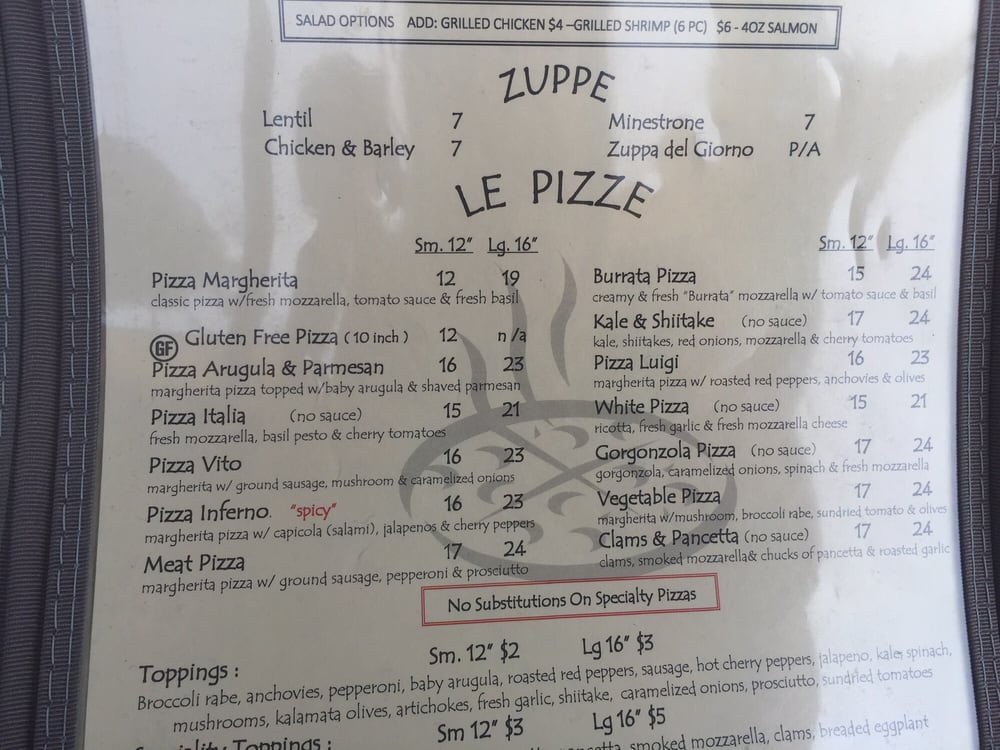 SALAD OPTIONS ADD: GRILLED CHICKEN $4 –GRILLED SHRIMP (6 PC) $6 - 4OZ SALMON
ZUPPE
Lentil 7 Minestrone 7
Chicken & Barley 7 Zuppa del Giorno P/A
LE PIZZE
Sm. 12" Lg. 16"
Pizza Margherita 12 19
classic pizza w/fresh mozzarella, tomato sauce & fresh basil
GF Gluten Free Pizza (10 inch) 12 n/a
Pizza Arugula & Parmesan 16 23
margherita pizza topped w/baby arugula & shaved parmesan
Pizza Italia (no sauce) 15 21
fresh mozzarella, basil pesto & cherry tomatoes
Pizza Vito 16 23
margherita w/ ground sausage, mushroom & caramelized onions
Pizza Inferno. "spicy" 16 23
margherita pizza w/ capicola (salami), jalapenos & cherry peppers
Meat Pizza 17 24
margherita pizza w/ ground sausage, pepperoni & prosciutto
Sm. 12" Lg. 16"
Burrata Pizza 15 24
creamy & fresh "Burrata" mozzarella w/ tomato sauce & basil
Kale & Shiitake (no sauce) 17 24
kale, shiitakes, red onions, mozzarella & cherry tomatoes
Pizza Luigi 16 23
margherita pizza w/ roasted red peppers, anchovies & olives
White Pizza (no sauce) 15 21
ricotta, fresh garlic & fresh mozzarella cheese
Gorgonzola Pizza (no sauce) 17 24
gorgonzola, caramelized onions, spinach & fresh mozzarella
Vegetable Pizza 17 24
margherita w/mushroom, broccoli rabe, sundried tomato & olives
Clams & Pancetta (no sauce) 17 24
clams, smoked mozzarella& chucks of pancetta & roasted garlic
No Substitutions On Specialty Pizzas
Sm. 12" $2 Lg 16" $3
Toppings :
Broccoli rabe, anchovies, pepperoni, baby arugula, roasted red peppers, sausage, hot cherry peppers, jalapeno, kale, spinach,
mushrooms, kalamata olives, artichokes, fresh garlic, shiitake, caramelized onions, prosciutto, sundried tomatoes
Sm 12" $3 Lg 16" $5
Toppings :
smoked mozzarella, clams, breaded eggplant